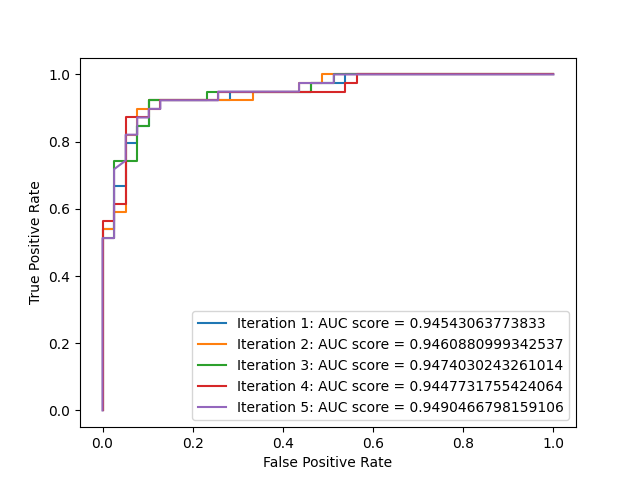 1.0
0.8
0.6
0.4
0.2
0.0
True Positive Rate
Iteration 1: AUC score = 0.94543063773833
Iteration 2: AUC score = 0.9460880999342537
Iteration 3: AUC score = 0.9474030243261014
Iteration 4: AUC score = 0.9447731755424064
Iteration 5: AUC score = 0.9490466798159106
0.0 0.2 0.4 0.6 0.8 1.0
False Positive Rate